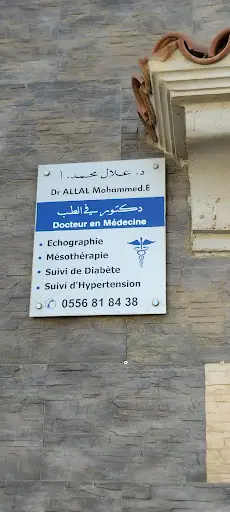 د. علال محمد. ا
Dr ALLAL Mohammed.E
دكتور في الطب
Docteur en Médecine
• Echographie
• Mésothérapie
• Suivi de Diabète
• Suivi d'Hypertension
0556 81 84 38